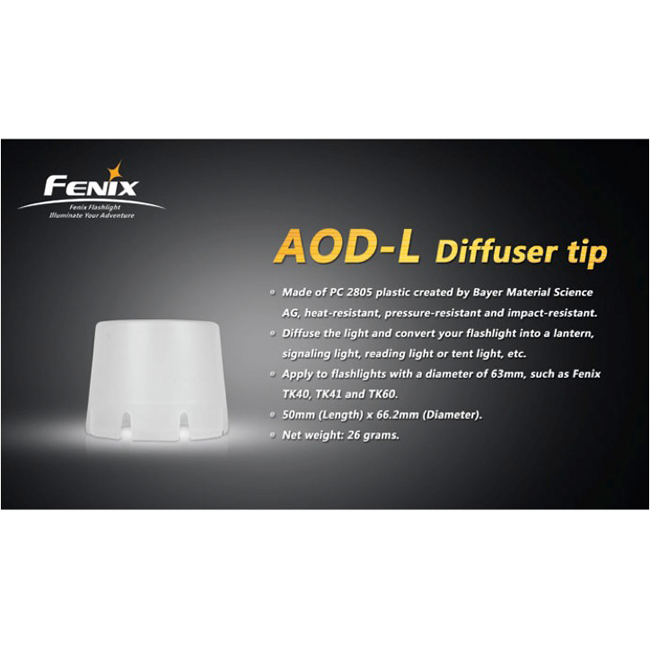 FENIX
Fenix Flashlight
Illuminate Your Adventure
AOD-L Diffuser tip
Made of PC 2805 plastic created by Bayer Material Science
AG, heat-resistant, pressure-resistant and impact-resistant.
Diffuse the light and convert your flashlight into a lantern,
signaling light, reading light or tent light, etc.
Apply to flashlights with a diameter of 63mm, such as Fenix
TK40, TK41 and TK60.
50mm (Length) x 66.2mm (Diameter).
Net weight: 26 grams.